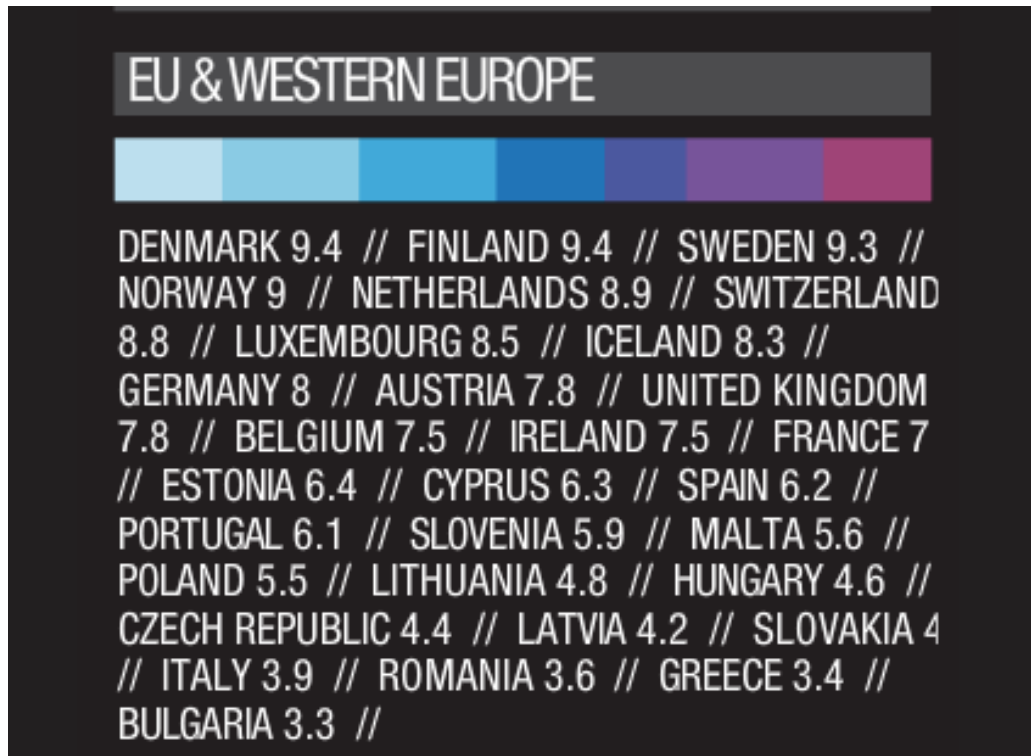 EU & WESTERN EUROPE
DENMARK 9.4 // FINLAND 9.4 // SWEDEN 9.3 //
NORWAY 9 // NETHERLANDS 8.9 // SWITZERLAND
8.8 // LUXEMBOURG 8.5 // ICELAND 8.3 //
GERMANY 8 // AUSTRIA 7.8 // UNITED KINGDOM
7.8 // BELGIUM 7.5 // IRELAND 7.5 // FRANCE 7
// ESTONIA 6.4 // CYPRUS 6.3 // SPAIN 6.2 //
PORTUGAL 6.1 // SLOVENIA 5.9 // MALTA 5.6 //
POLAND 5.5 // LITHUANIA 4.8 // HUNGARY 4.6 //
CZECH REPUBLIC 4.4 // LATVIA 4.2 // SLOVAKIA 4
// ITALY 3.9 // ROMANIA 3.6 // GREECE 3.4 //
BULGARIA 3.3 //